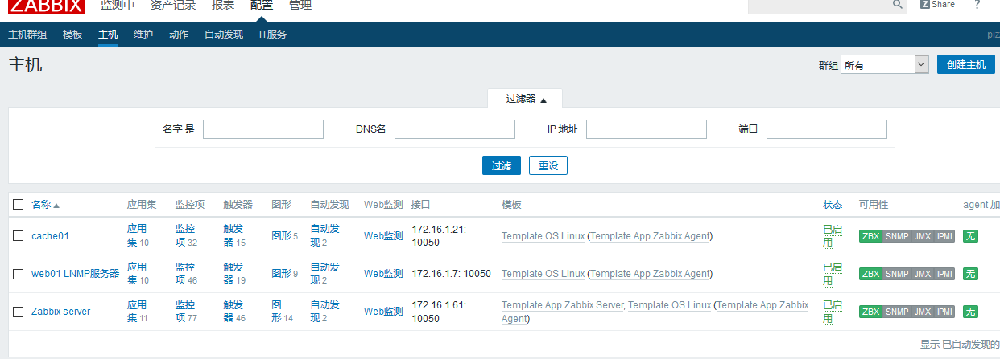 ZABBIX 监测中 资产记录 报表 配置 管理 Z Share ?
主机群组 模板 主机 维护 动作 自动发现 IT服务 piz
主机 群组 所有 创建主机
过滤器 ▲
名字 是 DNS名 IP 地址 端口
过滤 重设
名称 ▲ 应用集 监控项 触发器 图形 自动发现 Web监测 接口 模板 状态 可用性 agent 加
cache01 应用集 10 监控项 32 触发器 15 图形 5 自动发现 2 Web监测 172.16.1.21: 10050 Template OS Linux (Template App Zabbix Agent) 已启用 ZBX SNMP JMX IPMI 无
web01 LNMP服务器 应用集 10 监控项 46 触发器 19 图形 9 自动发现 2 Web监测 172.16.1.7: 10050 Template OS Linux (Template App Zabbix Agent) 已启用 ZBX SNMP JMX IPMI 无
Zabbix server 应用集 11 监控项 77 触发器 46 图形 14 自动发现 2 Web监测 172.16.1.61: 10050 Template App Zabbix Server, Template OS Linux (Template App Zabbix Agent) 已启用 ZBX SNMP JMX IPMI 无
显示 已自动发现的